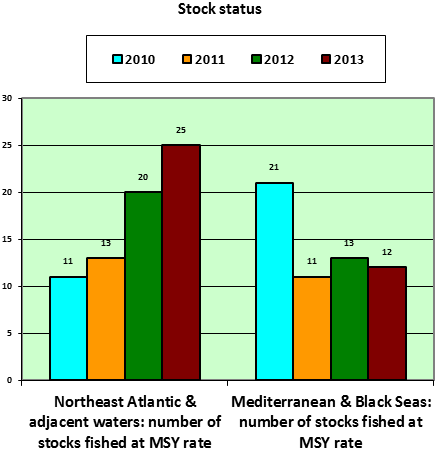 Stock status
2010 2011 2012 2013
30
25
20
15
10
5
0
11
13
20
25
21
11
13
12
Northeast Atlantic &
adjacent waters: number of
stocks fished at MSY rate
Mediterranean & Black Seas:
number of stocks fished at
MSY rate